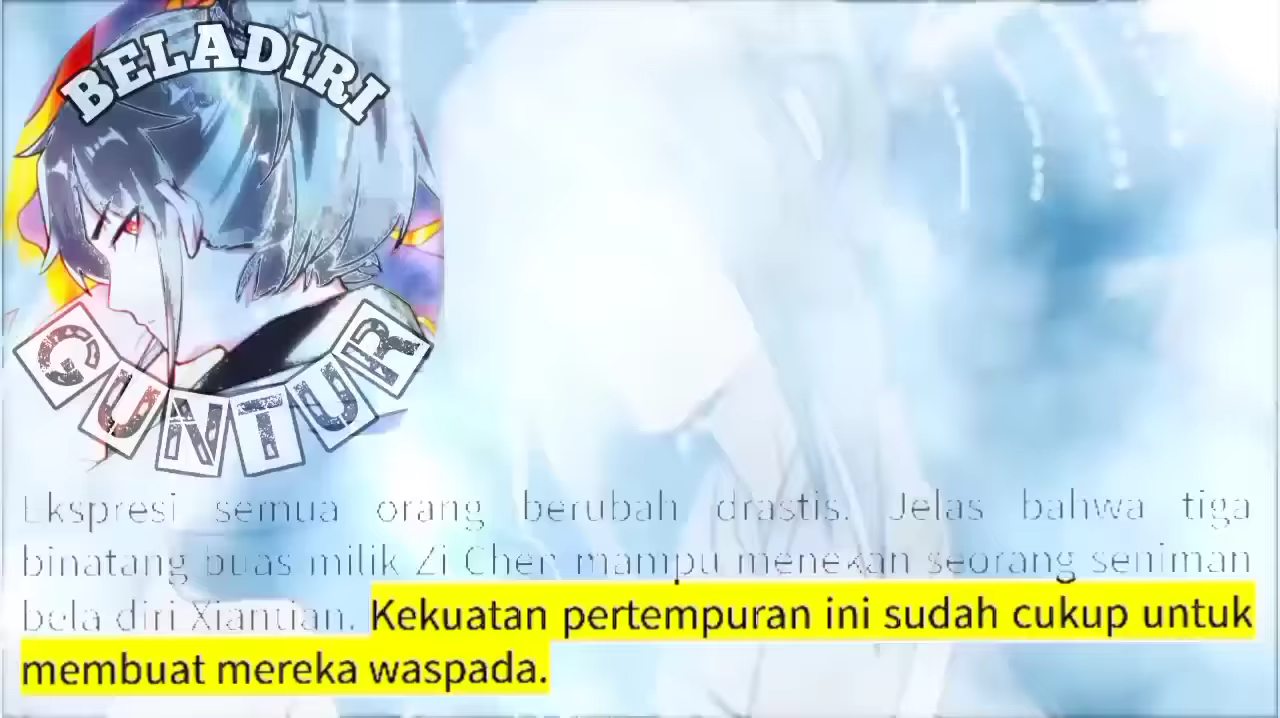 BELADIRI
GUNTUR
Ekspresi semua orang berubah drastis. Jelas bahwa tiga
binatang buas milik Zi Chen mampu menekan seorang seniman
bela diri Xiantian. Kekuatan pertempuran ini sudah cukup untuk
membuat mereka waspada.